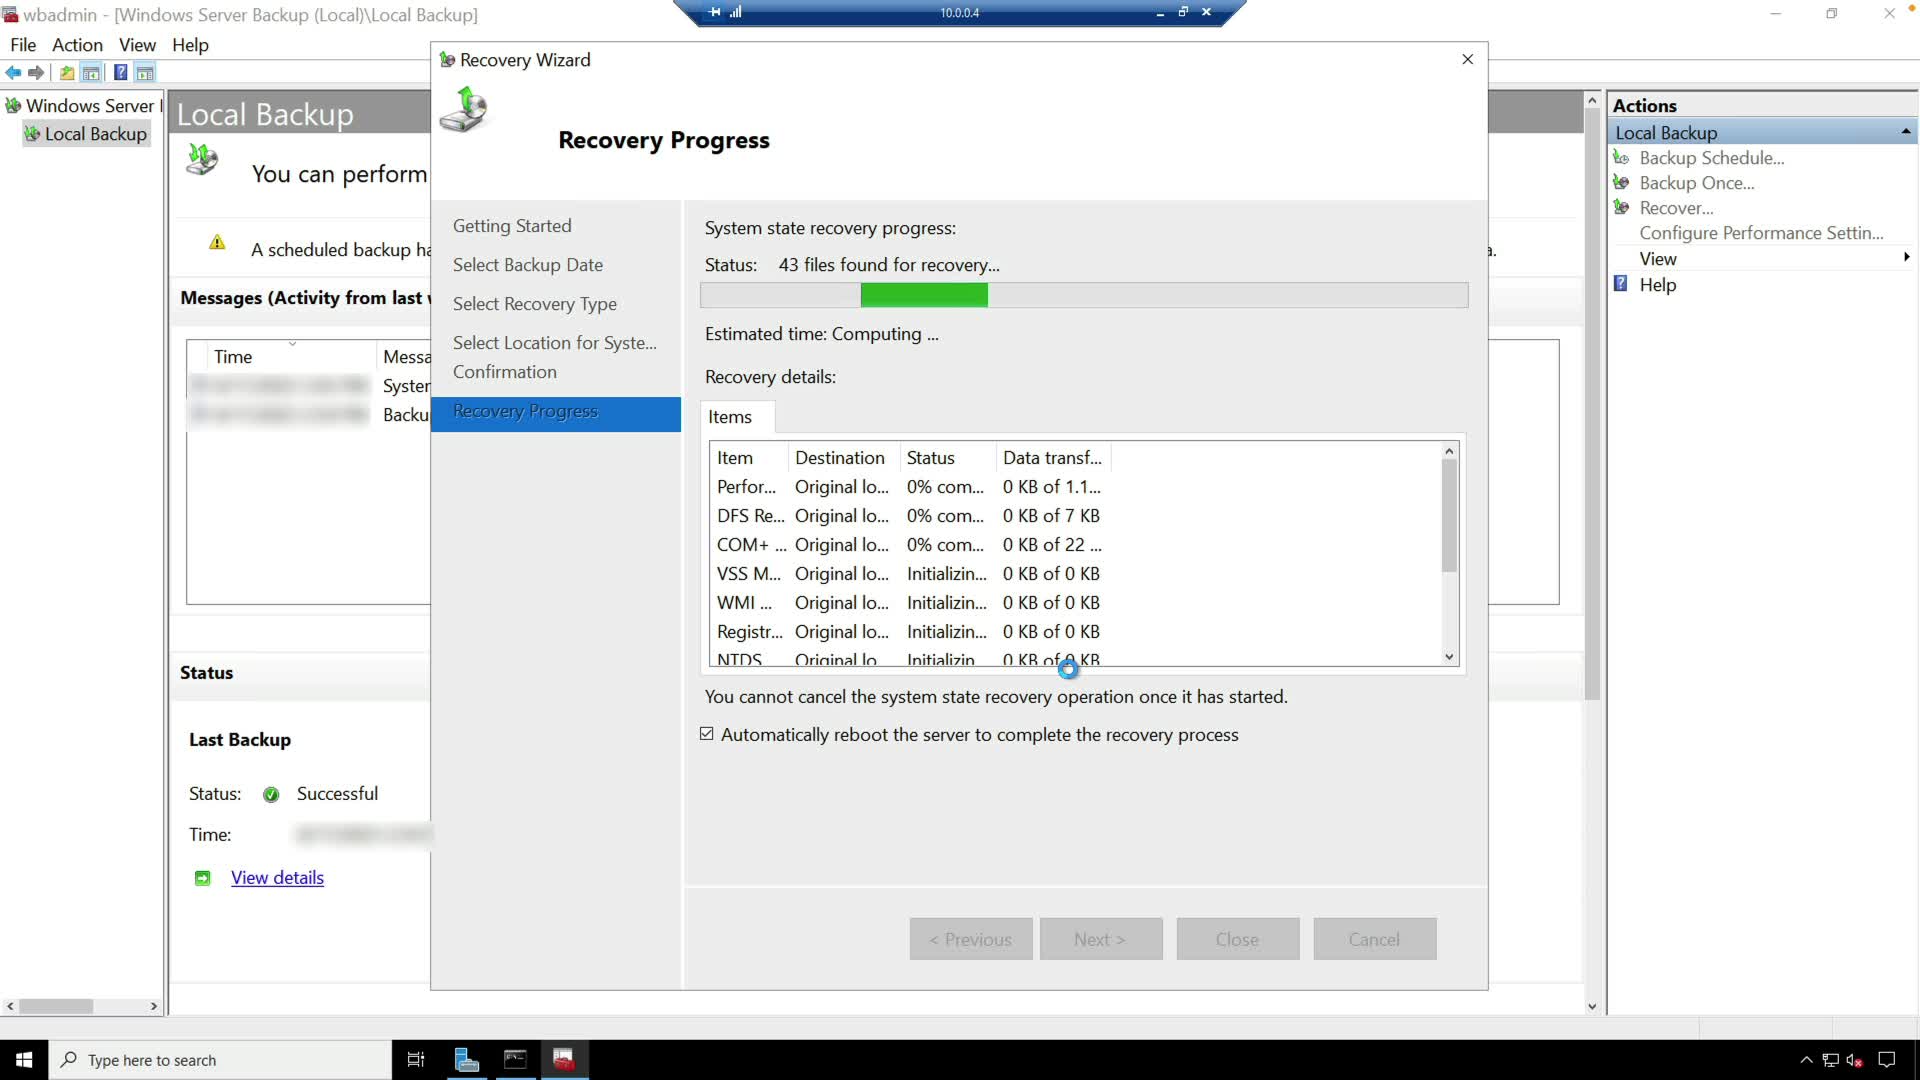 wbadmin - [Windows Server Backup (Local)\Local Backup]
10.0.0.4
File Action View Help
Windows Server
Local Backup
Local Backup
You can perform
A scheduled backup ha
a.
Messages (Activity from last
Time
Messa
System
Backu
Status
Last Backup
Status: Successful
Time:
View details
Recovery Wizard
Recovery Progress
Getting Started
Select Backup Date
Select Recovery Type
Select Location for Syste...
Confirmation
Recovery Progress
System state recovery progress:
Status: 43 files found for recovery...
Estimated time: Computing ...
Recovery details:
Items
Item Destination Status Data transf...
Perfor... Original lo... 0% com... 0 KB of 1.1...
DFS Re... Original lo... 0% com... 0 KB of 7 KB
COM+ ... Original lo... 0% com... 0 KB of 22 ...
VSS M... Original lo... Initializin... 0 KB of 0 KB
WMI ... Original lo... Initializin... 0 KB of 0 KB
Registr... Original lo... Initializin... 0 KB of 0 KB
NTDS Original lo Initializin 0 KB of 0 KB
You cannot cancel the system state recovery operation once it has started.
Automatically reboot the server to complete the recovery process
< Previous Next > Close Cancel
Actions
Local Backup
Backup Schedule...
Backup Once...
Recover...
Configure Performance Settin...
View
Help
Type here to search